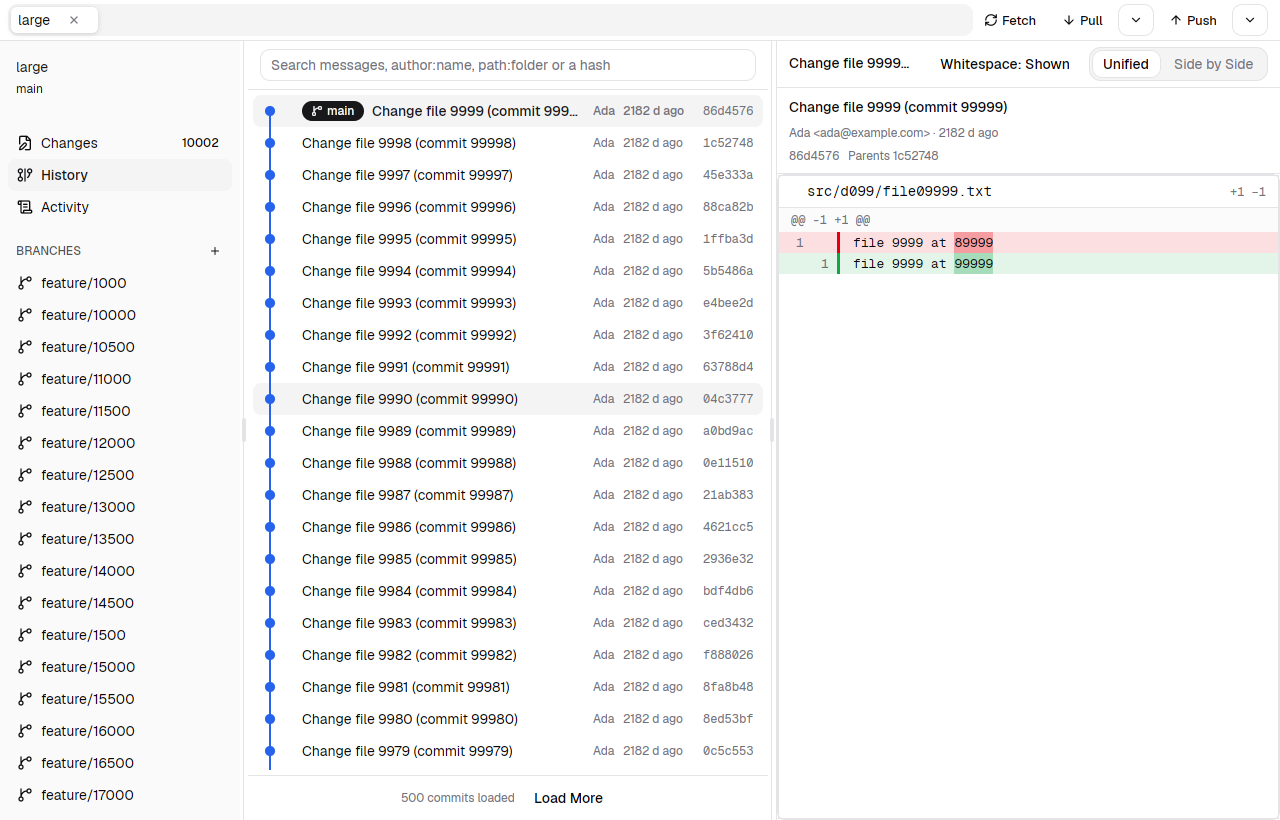 large
Fetch
Pull
Push
large
main
Changes 10002
History
Activity
BRANCHES
feature/1000
feature/10000
feature/10500
feature/11000
feature/11500
feature/12000
feature/12500
feature/13000
feature/13500
feature/14000
feature/14500
feature/1500
feature/15000
feature/15500
feature/16000
feature/16500
feature/17000
Search messages, author:name, path:folder or a hash
main Change file 9999 (commit 999... Ada 2182 d ago 86d4576
Change file 9998 (commit 99998) Ada 2182 d ago 1c52748
Change file 9997 (commit 99997) Ada 2182 d ago 45e333a
Change file 9996 (commit 99996) Ada 2182 d ago 88ca82b
Change file 9995 (commit 99995) Ada 2182 d ago 1ffba3d
Change file 9994 (commit 99994) Ada 2182 d ago 5b5486a
Change file 9993 (commit 99993) Ada 2182 d ago e4bee2d
Change file 9992 (commit 99992) Ada 2182 d ago 3f62410
Change file 9991 (commit 99991) Ada 2182 d ago 63788d4
Change file 9990 (commit 99990) Ada 2182 d ago 04c3777
Change file 9989 (commit 99989) Ada 2182 d ago a0bd9ac
Change file 9988 (commit 99988) Ada 2182 d ago 0e11510
Change file 9987 (commit 99987) Ada 2182 d ago 21ab383
Change file 9986 (commit 99986) Ada 2182 d ago 4621cc5
Change file 9985 (commit 99985) Ada 2182 d ago 2936e32
Change file 9984 (commit 99984) Ada 2182 d ago bdf4db6
Change file 9983 (commit 99983) Ada 2182 d ago ced3432
Change file 9982 (commit 99982) Ada 2182 d ago f888026
Change file 9981 (commit 99981) Ada 2182 d ago 8fa8b48
Change file 9980 (commit 99980) Ada 2182 d ago 8ed53bf
Change file 9979 (commit 99979) Ada 2182 d ago 0c5c553
500 commits loaded Load More
Change file 9999... Whitespace: Shown Unified Side by Side
Change file 9999 (commit 99999)
Ada <ada@example.com> · 2182 d ago
86d4576 Parents 1c52748
src/d099/file09999.txt +1 −1
@@ -1 +1 @@
1 file 9999 at 89999
1 file 9999 at 99999